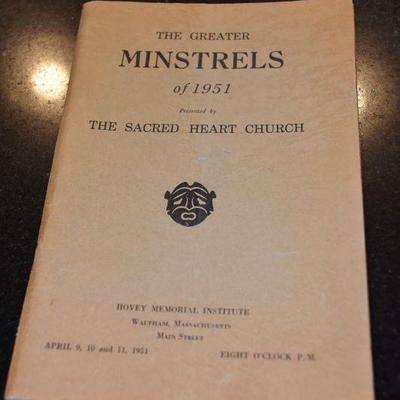 THE GREATER
MINSTRELS
of 1951
Presented by
THE SACRED HEART CHURCH
HOVEY MEMORIAL INSTITUTE
WALTHAM, MASSACHUSETTS
MAIN STREET
APRIL 9, 10 and 11, 1951 EIGHT O'CLOCK P. M.